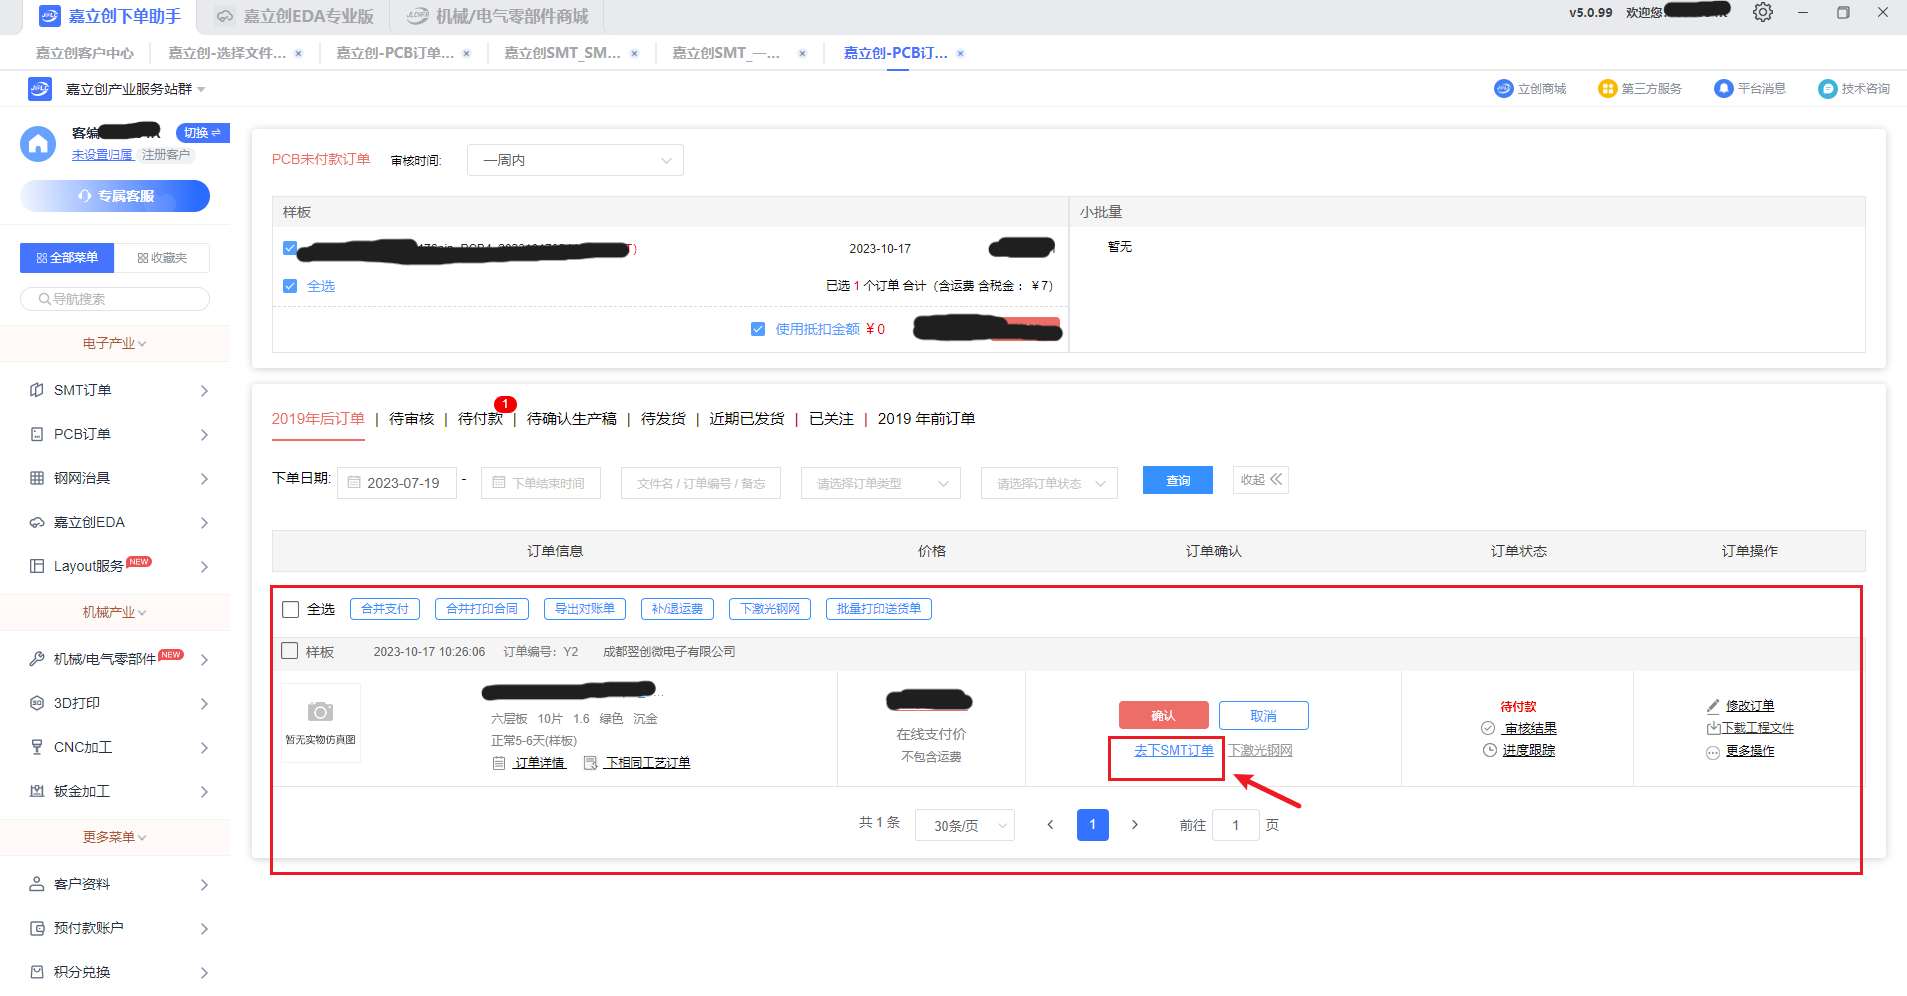 嘉立创下单助手 嘉立创EDA专业版 机械/电气零部件商城 v5.0.99 欢迎您
嘉立创客户中心 嘉立创-选择文件... 嘉立创-PCB订单... 嘉立创SMT_SM... 嘉立创SMT_一... 嘉立创-PCB订...
嘉立创产业服务站群 立创商城 第三方服务 平台消息 技术咨询
客编 切换
未设置归属 注册客户
专属客服
全部菜单 收藏夹
导航搜索
电子产业
SMT订单
PCB订单
钢网治具
嘉立创EDA
Layout服务 NEW
机械产业
机械/电气零部件 NEW
3D打印
CNC加工
钣金加工
更多菜单
客户资料
预付款账户
积分兑换
PCB未付款订单 审核时间: 一周内
样板 小批量
2023-10-17 暂无
全选 已选 1 个订单 合计（含运费 含税金： ￥7）
使用抵扣金额 ￥0
2019年后订单 | 待审核 | 待付款 1 | 待确认生产稿 | 待发货 | 近期已发货 | 已关注 | 2019 年前订单
下单日期: 2023-07-19 - 下单结束时间 文件名 / 订单编号 / 备忘 请选择订单类型 请选择订单状态 查询 收起
订单信息 价格 订单确认 订单状态 订单操作
全选 合并支付 合并打印合同 导出对账单 补/退运费 下激光钢网 批量打印送货单
样板 2023-10-17 10:26:06 订单编号：Y2 成都翌创微电子有限公司
暂无实物仿真图
六层板 10片 1.6 绿色 沉金
正常5-6天(样板)
订单详情 下相同工艺订单
在线支付价
不包含运费
确认 取消
去下SMT订单 下激光钢网
待付款
审核结果
进度跟踪
修改订单
下载工程文件
更多操作
共 1 条 30条/页 1 前往 1 页